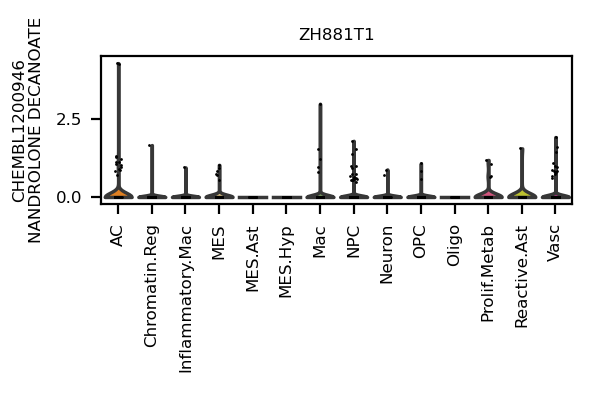 ZH881T1
CHEMBL1200946
NANDROLONE DECANOATE
2.5
0.0
AC
Chromatin.Reg
Inflammatory.Mac
MES
MES.Ast
MES.Hyp
Mac
NPC
Neuron
OPC
Oligo
Prolif.Metab
Reactive.Ast
Vasc